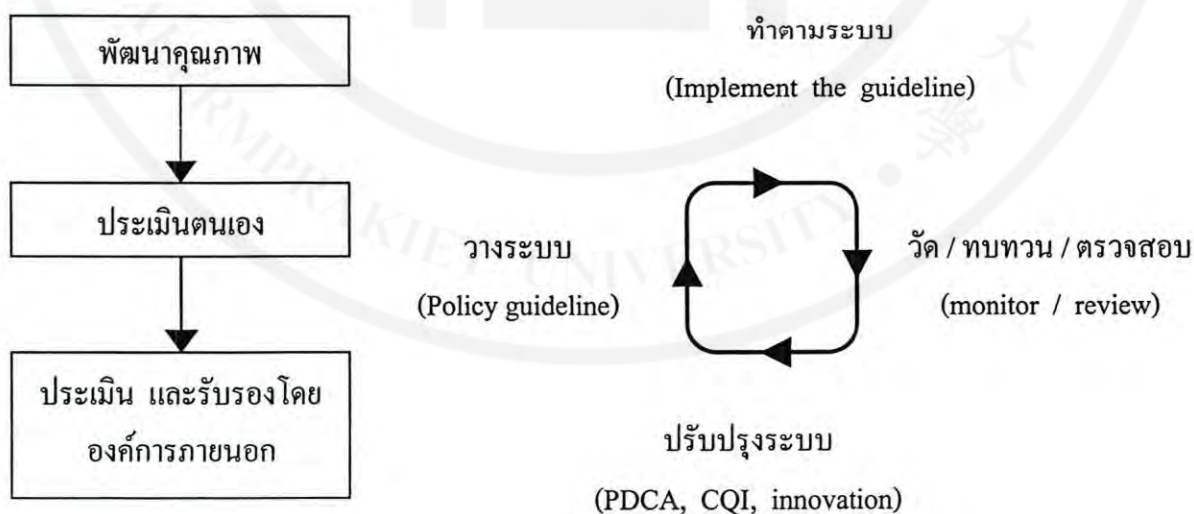 พัฒนาคุณภาพ
ประเมินตนเอง
ประเมิน และรับรองโดย
องค์การภายนอก
ทำตามระบบ
(Implement the guideline)
วางระบบ
(Policy guideline)
วัด / ทบทวน / ตรวจสอบ
(monitor / review)
ปรับปรุงระบบ
(PDCA, CQI, innovation)
RMPRAKIET UNIVERSITY
大
學